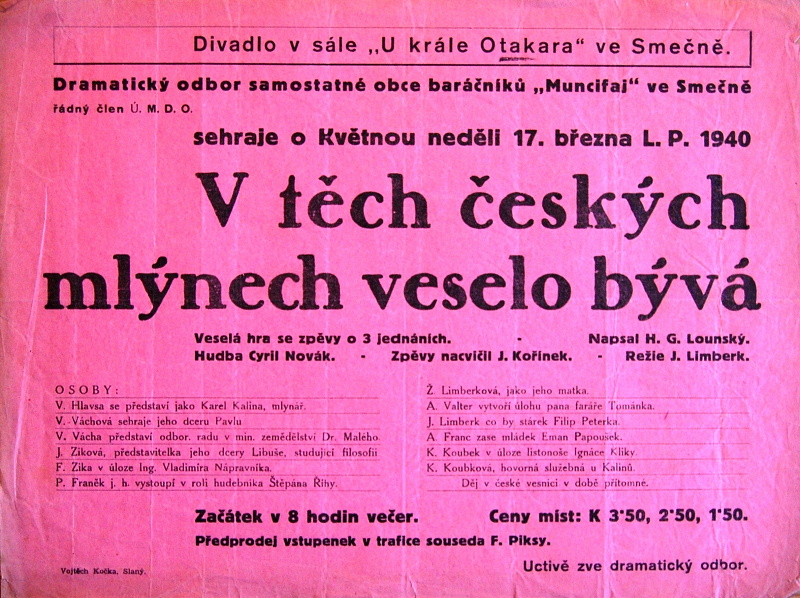 Divadlo v sále „U krále Otakara“ ve Smečně.
Dramatický odbor samostatné obce baráčníků „Muncifaj“ ve Smečně
řádný člen Ú. M. D. O.
sehraje o Květnou neděli 17. března L. P. 1940
V těch českých
mlýnech veselo bývá
Veselá hra se zpěvy o 3 jednáních. - Napsal H. G. Lounský.
Hudba Cyril Novák. - Zpěvy nacvičil J. Kořínek. - Režie J. Limberk.
OSOBY:
V. Hlavsa se představí jako Karel Kalina, mlynář.
V. Váchová sehraje jeho dceru Pavlu
V. Vácha představí odbor. radu v min. zemědělství Dr. Malého.
J. Ziková, představitelka jeho dcery Libuše, studující filosofii
F. Zika v úloze Ing. Vladimíra Nápravníka.
P. Franěk j. h. vystoupí v roli hudebníka Štěpána Říhy.
Ž. Limberková, jako jeho matka.
A. Valter vytvoří úlohu pana faráře Tománka.
J. Limberk co by stárek Filip Peterka.
A. Franc zase mládek Eman Papoušek.
K. Koubek v úloze listonoše Ignáce Kliky.
K. Koubková, hovorná služebná u Kalinů.
Děj v české vesnici v době přítomné.
Začátek v 8 hodin večer. Ceny míst: K 3·50, 2·50, 1·50.
Předprodej vstupenek v trafice souseda F. Piksy.
Uctivě zve dramatický odbor.
Vojtěch Kočka, Slaný.